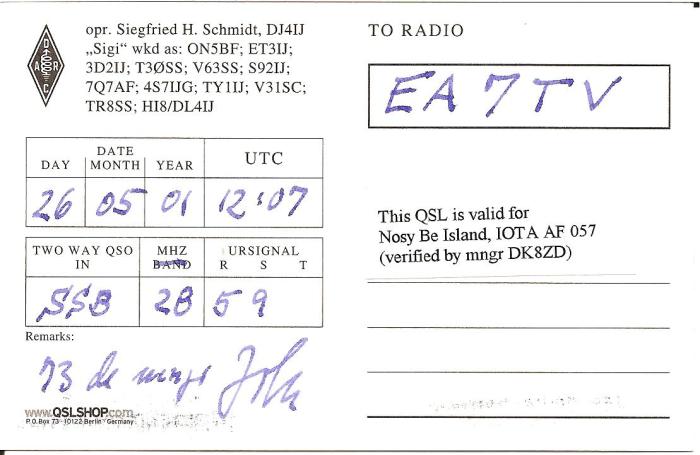 D A R C
opr. Siegfried H. Schmidt, DJ4IJ
„Sigi" wkd as: ON5BF; ET3IJ;
3D2IJ; T3ØSS; V63SS; S92IJ;
7Q7AF; 4S7IJG; TY1IJ; V31SC;
TR8SS; HI8/DL4IJ
DATE
DAY MONTH YEAR UTC
26 05 01 12:07
TWO WAY QSO IN MHZ BAND URSIGNAL R S T
SSB 28 59
Remarks:
73 de
www.QSLSHOP.com
P.O.Box 73 - 10122 Berlin - Germany
TO RADIO
EA7TV
This QSL is valid for
Nosy Be Island, IOTA AF 057
(verified by mngr DK8ZD)